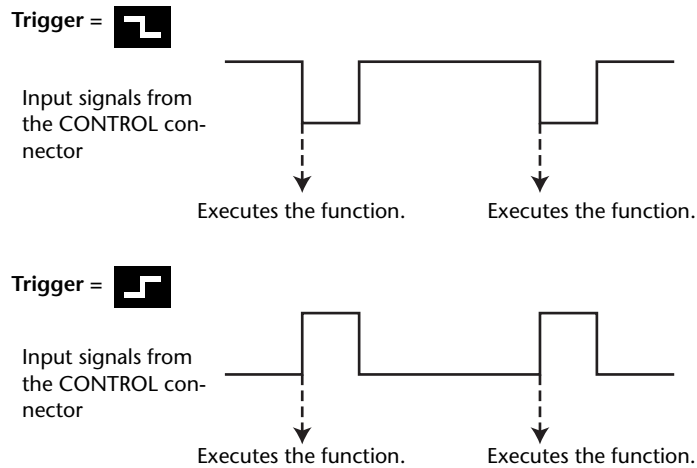 Trigger =
Input signals from
the CONTROL con-
nector
Executes the function. Executes the function.
Trigger =
Input signals from
the CONTROL con-
nector
Executes the function. Executes the function.